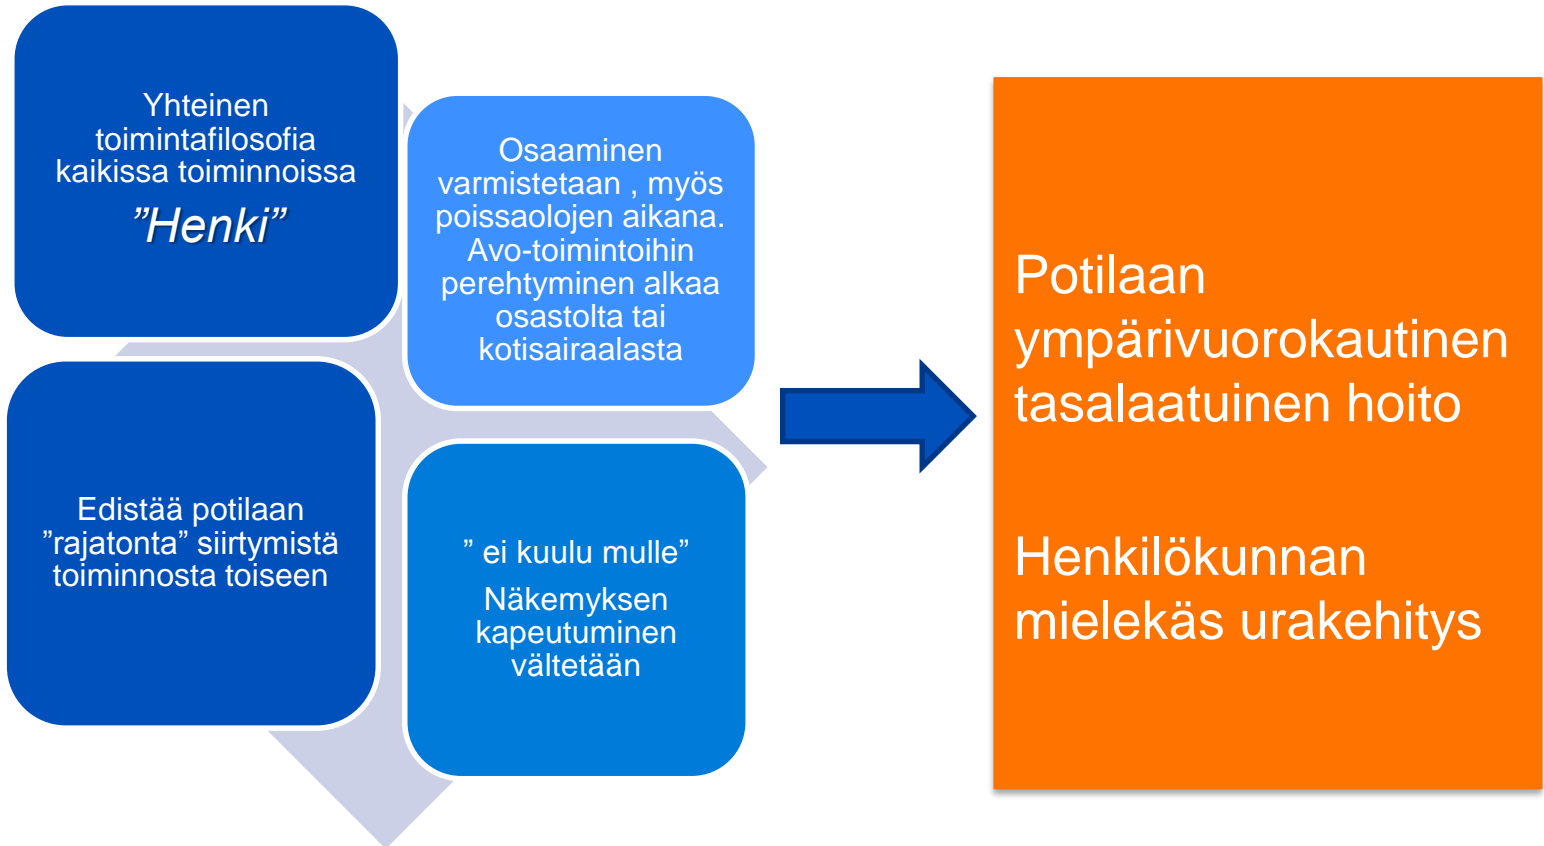 Yhteinen
toimintafilosofia
kaikissa toiminnoissa
”Henki”
Osaaminen
varmistetaan , myös
poissaolojen aikana.
Avo-toimintoihin
perehtyminen alkaa
osastolta tai
kotisairaalasta
Edistää potilaan
”rajatonta” siirtymistä
toiminnosta toiseen
” ei kuulu mulle”
Näkemyksen
kapeutuminen
vältetään
Potilaan
ympärivuorokautinen
tasalaatuinen hoito
Henkilökunnan
mielekäs urakehitys